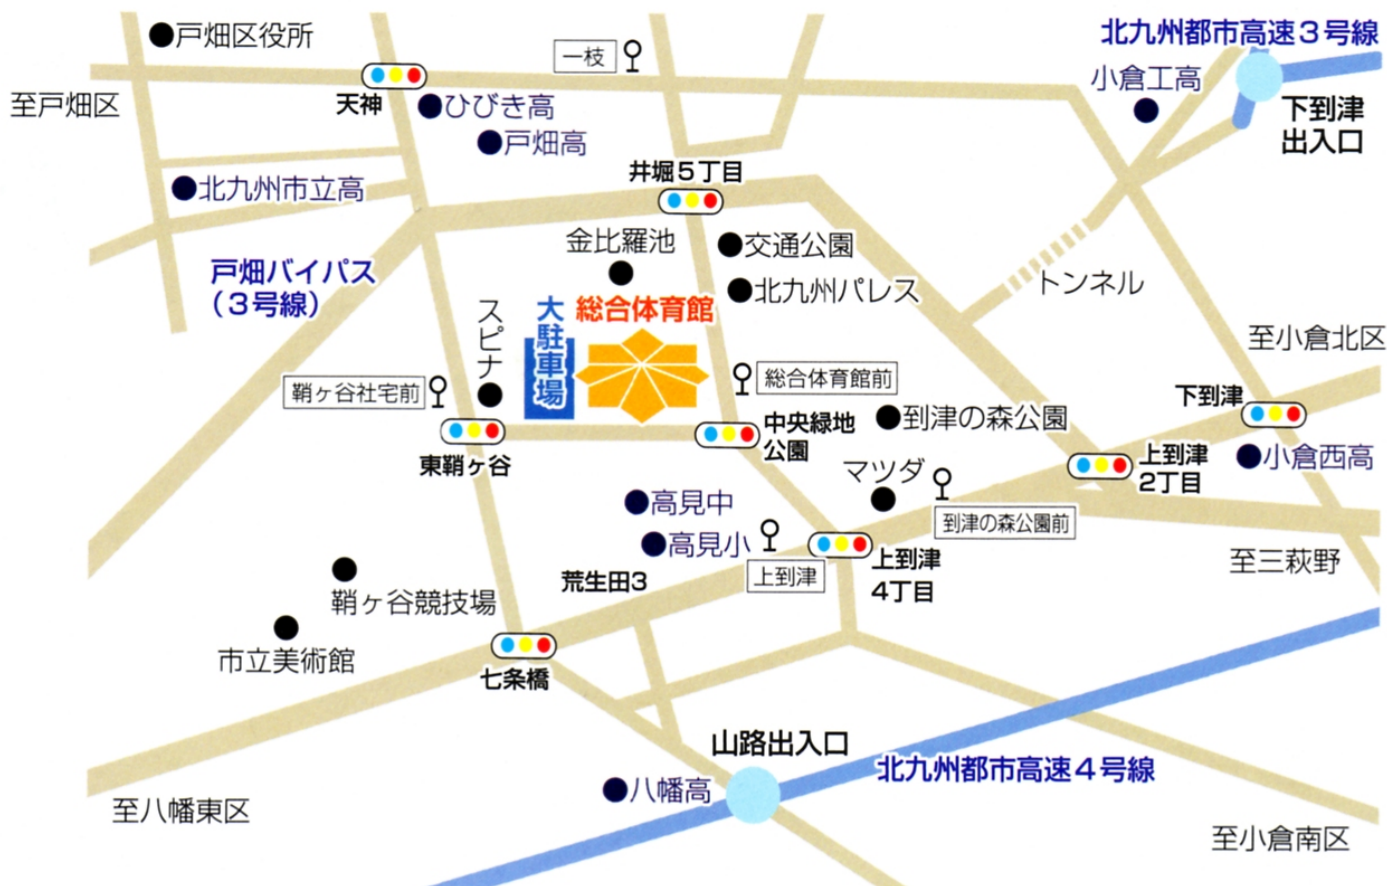 戸畑区役所
北九州都市高速３号線
一枝
小倉工高
至戸畑区
天神
ひびき高
下到津
出入口
戸畑高
井堀５丁目
北九州市立高
金比羅池
交通公園
戸畑バイパス
（３号線）
北九州パレス
トンネル
スピナ
大駐車場
総合体育館
至小倉北区
鞘ヶ谷社宅前
総合体育館前
下到津
中央緑地
公園
到津の森公園
東鞘ヶ谷
マツダ
上到津
2丁目
小倉西高
高見中
到津の森公園前
高見小
上到津
上到津
4丁目
至三萩野
荒生田3
鞘ヶ谷競技場
市立美術館
七条橋
山路出入口
北九州都市高速４号線
八幡高
至八幡東区
至小倉南区